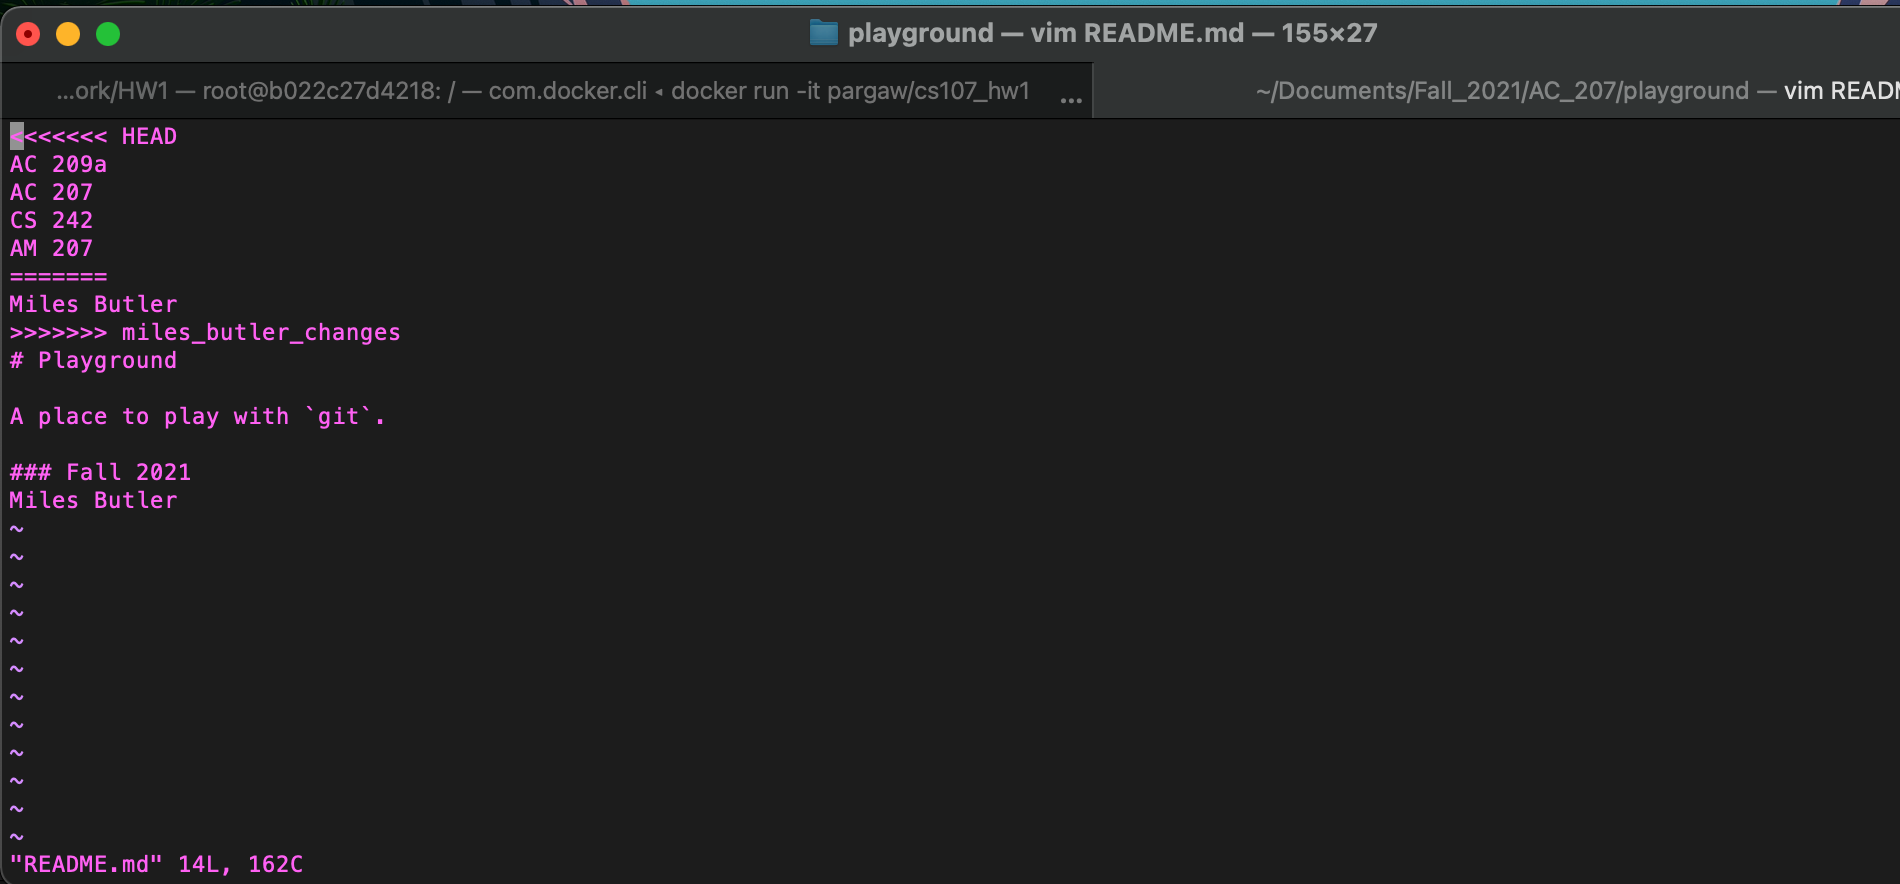 playground — vim README.md — 155×27
...ork/HW1 — root@b022c27d4218: / — com.docker.cli ◂ docker run -it pargaw/cs107_hw1 ...
~/Documents/Fall_2021/AC_207/playground — vim READM
<<<<<<< HEAD
AC 209a
AC 207
CS 242
AM 207
=======
Miles Butler
>>>>>>> miles_butler_changes
# Playground
A place to play with `git`.
### Fall 2021
Miles Butler
~
~
~
~
~
~
~
~
~
~
~
~
"README.md" 14L, 162C